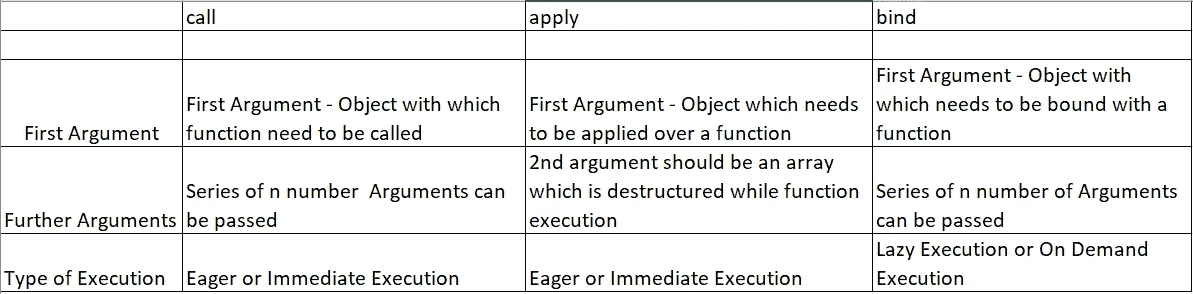 call
apply
bind
First Argument
First Argument - Object with which
function need to be called
First Argument - Object which needs
to be applied over a function
First Argument - Object with
which needs to be bound with a
function
Further Arguments
Series of n number  Arguments can
be passed
2nd argument should be an array
which is destructured while function
execution
Series of n number of Arguments
can be passed
Type of Execution
Eager or Immediate Execution
Eager or Immediate Execution
Lazy Execution or On Demand
Execution